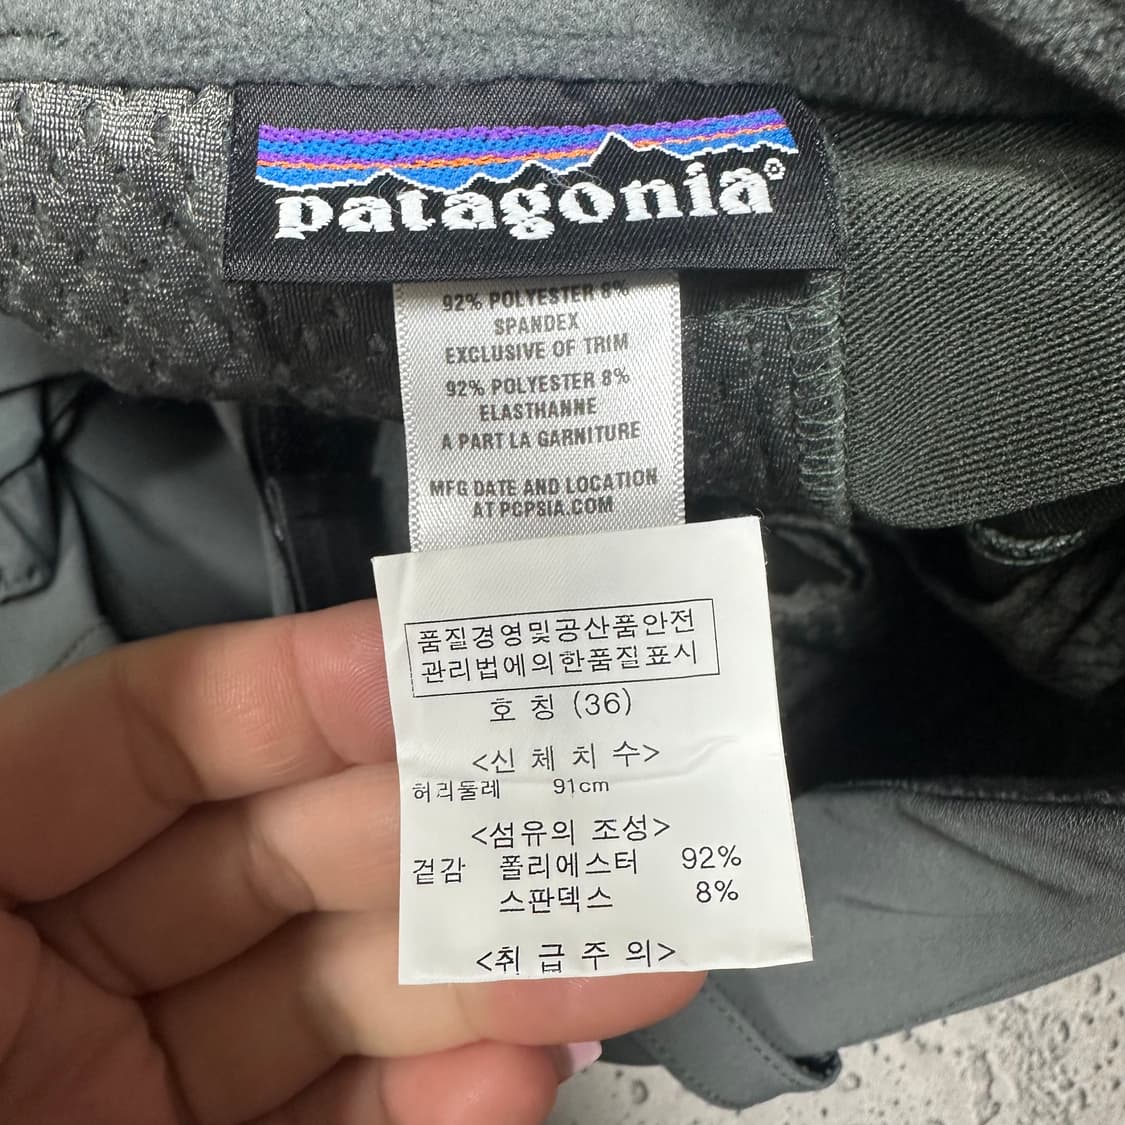 patagonia®
92% POLYESTER 8%
SPANDEX
EXCLUSIVE OF TRIM
92% POLYESTER 8%
ELASTHANNE
A PART LA GARNITURE
MFG DATE AND LOCATION
AT PCPSIA.COM
품질경영및공산품안전
관리법에의한품질표시
호 칭 (36)
<신 체 치 수>
허리둘레 91cm
<섬유의 조성>
겉감 폴리에스터 92%
스판덱스 8%
<취 급 주 의>